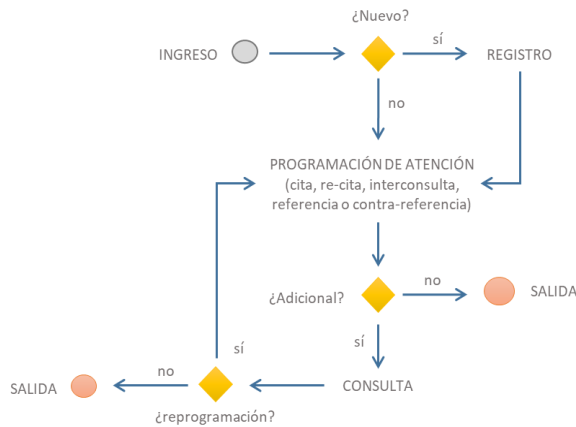 ¿Nuevo?
INGRESO
sí
REGISTRO
no
PROGRAMACIÓN DE ATENCIÓN
(cita, re-cita, interconsulta,
referencia o contra-referencia)
¿Adicional?
no
SALIDA
sí
sí
CONSULTA
no
SALIDA
¿reprogramación?